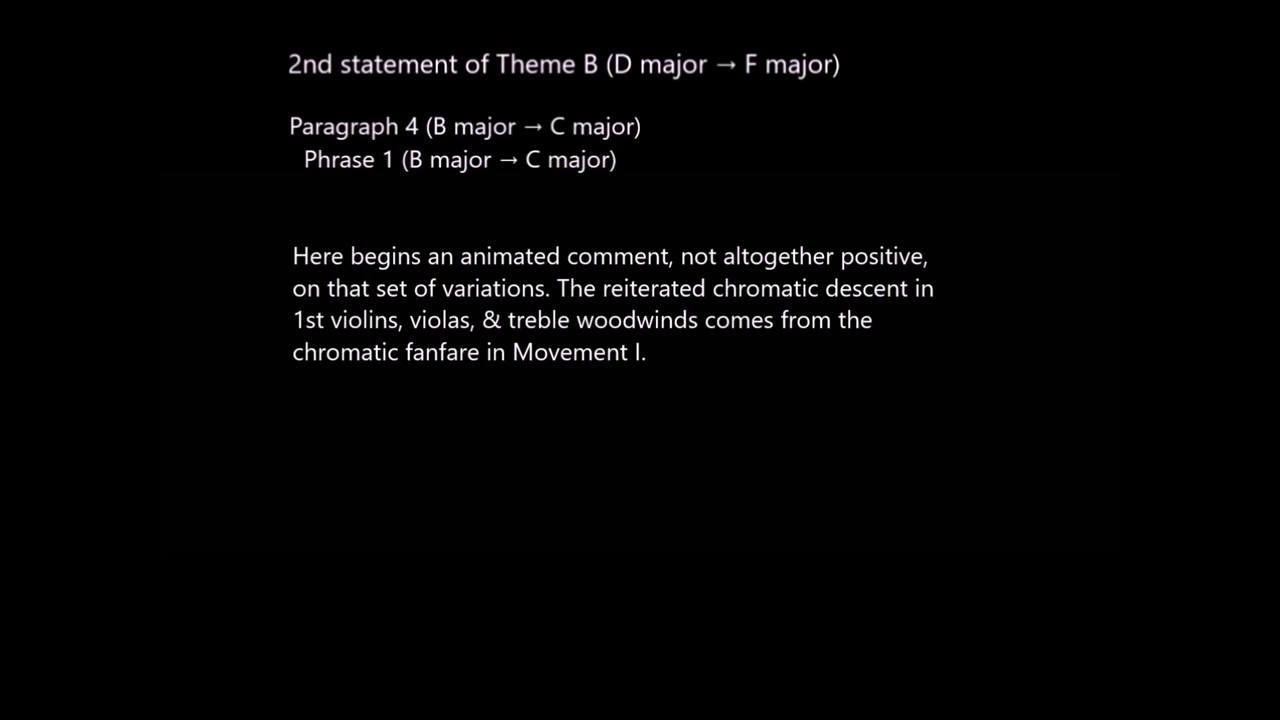 2nd statement of Theme B (D major → F major)
Paragraph 4 (B major → C major)
Phrase 1 (B major → C major)
Here begins an animated comment, not altogether positive,
on that set of variations. The reiterated chromatic descent in
1st violins, violas, & treble woodwinds comes from the
chromatic fanfare in Movement I.